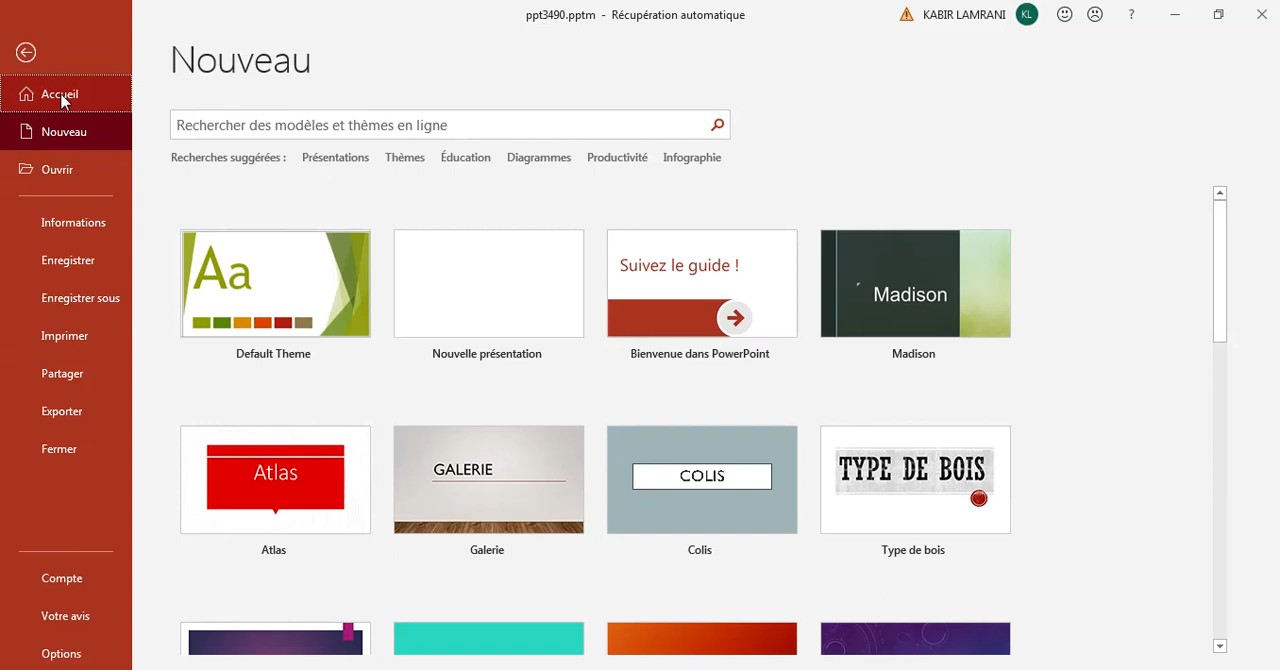 ppt3490.pptm - Récupération automatique
KABIR LAMRANI KL ?
Accueil
Nouveau
Ouvrir
Informations
Enregistrer
Enregistrer sous
Imprimer
Partager
Exporter
Fermer
Compte
Votre avis
Options
Nouveau
Rechercher des modèles et thèmes en ligne
Recherches suggérées : Présentations Thèmes Éducation Diagrammes Productivité Infographie
Aa
Suivez le guide !
Madison
Default Theme
Nouvelle présentation
Bienvenue dans PowerPoint
Madison
Atlas
GALERIE
COLIS
TYPE DE BOIS
Atlas
Galerie
Colis
Type de bois